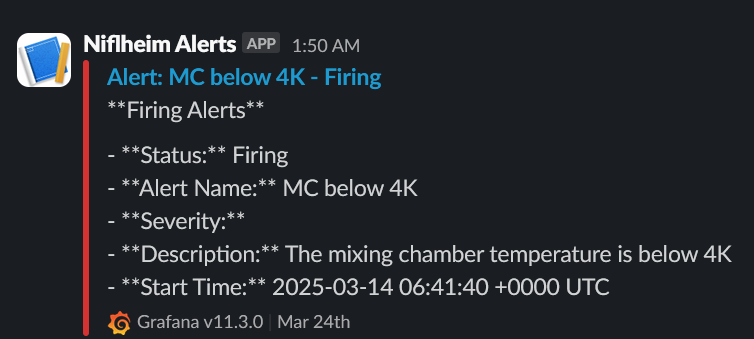 Niflheim Alerts APP 1:50 AM
Alert: MC below 4K - Firing
**Firing Alerts**
- **Status:** Firing
- **Alert Name:** MC below 4K
- **Severity:**
- **Description:** The mixing chamber temperature is below 4K
- **Start Time:** 2025-03-14 06:41:40 +0000 UTC
Grafana v11.3.0 | Mar 24th